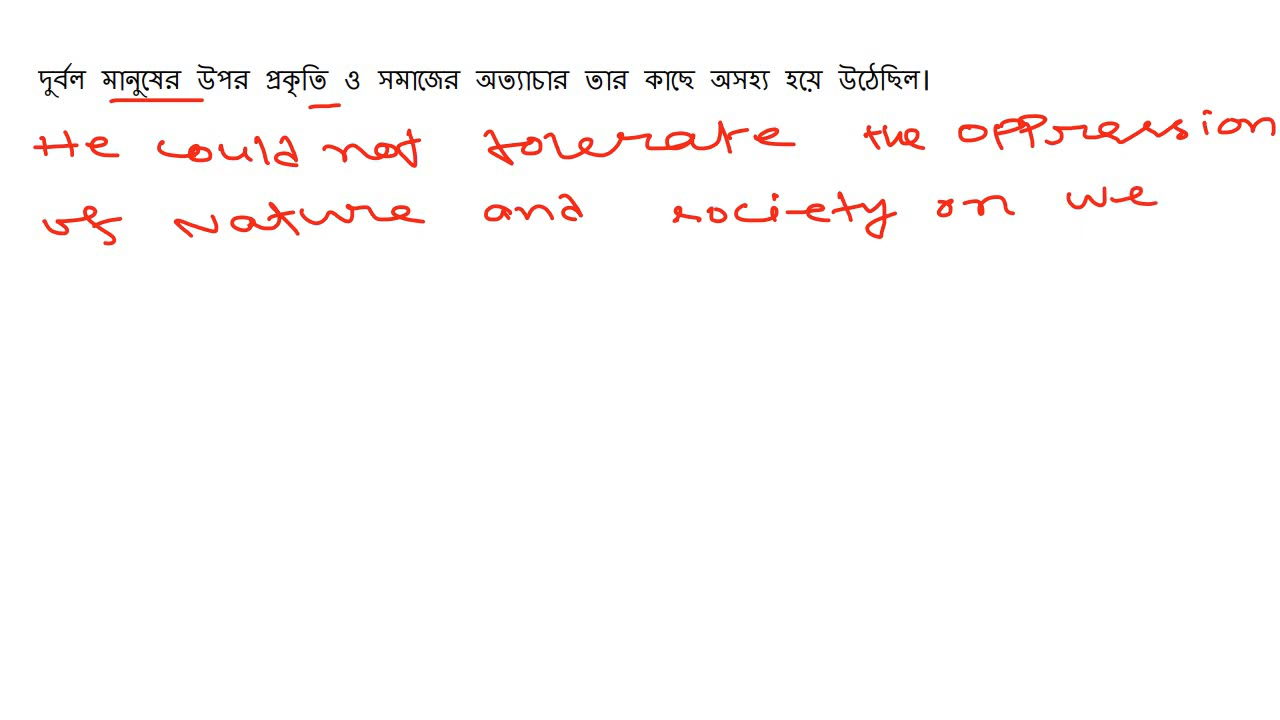 দুর্বল মানুষের উপর প্রকৃতি ও সমাজের অত্যাচার তার কাছে অসহ্য হয়ে উঠেছিল।
He could not tolerate the oppression
of Nature and society on we